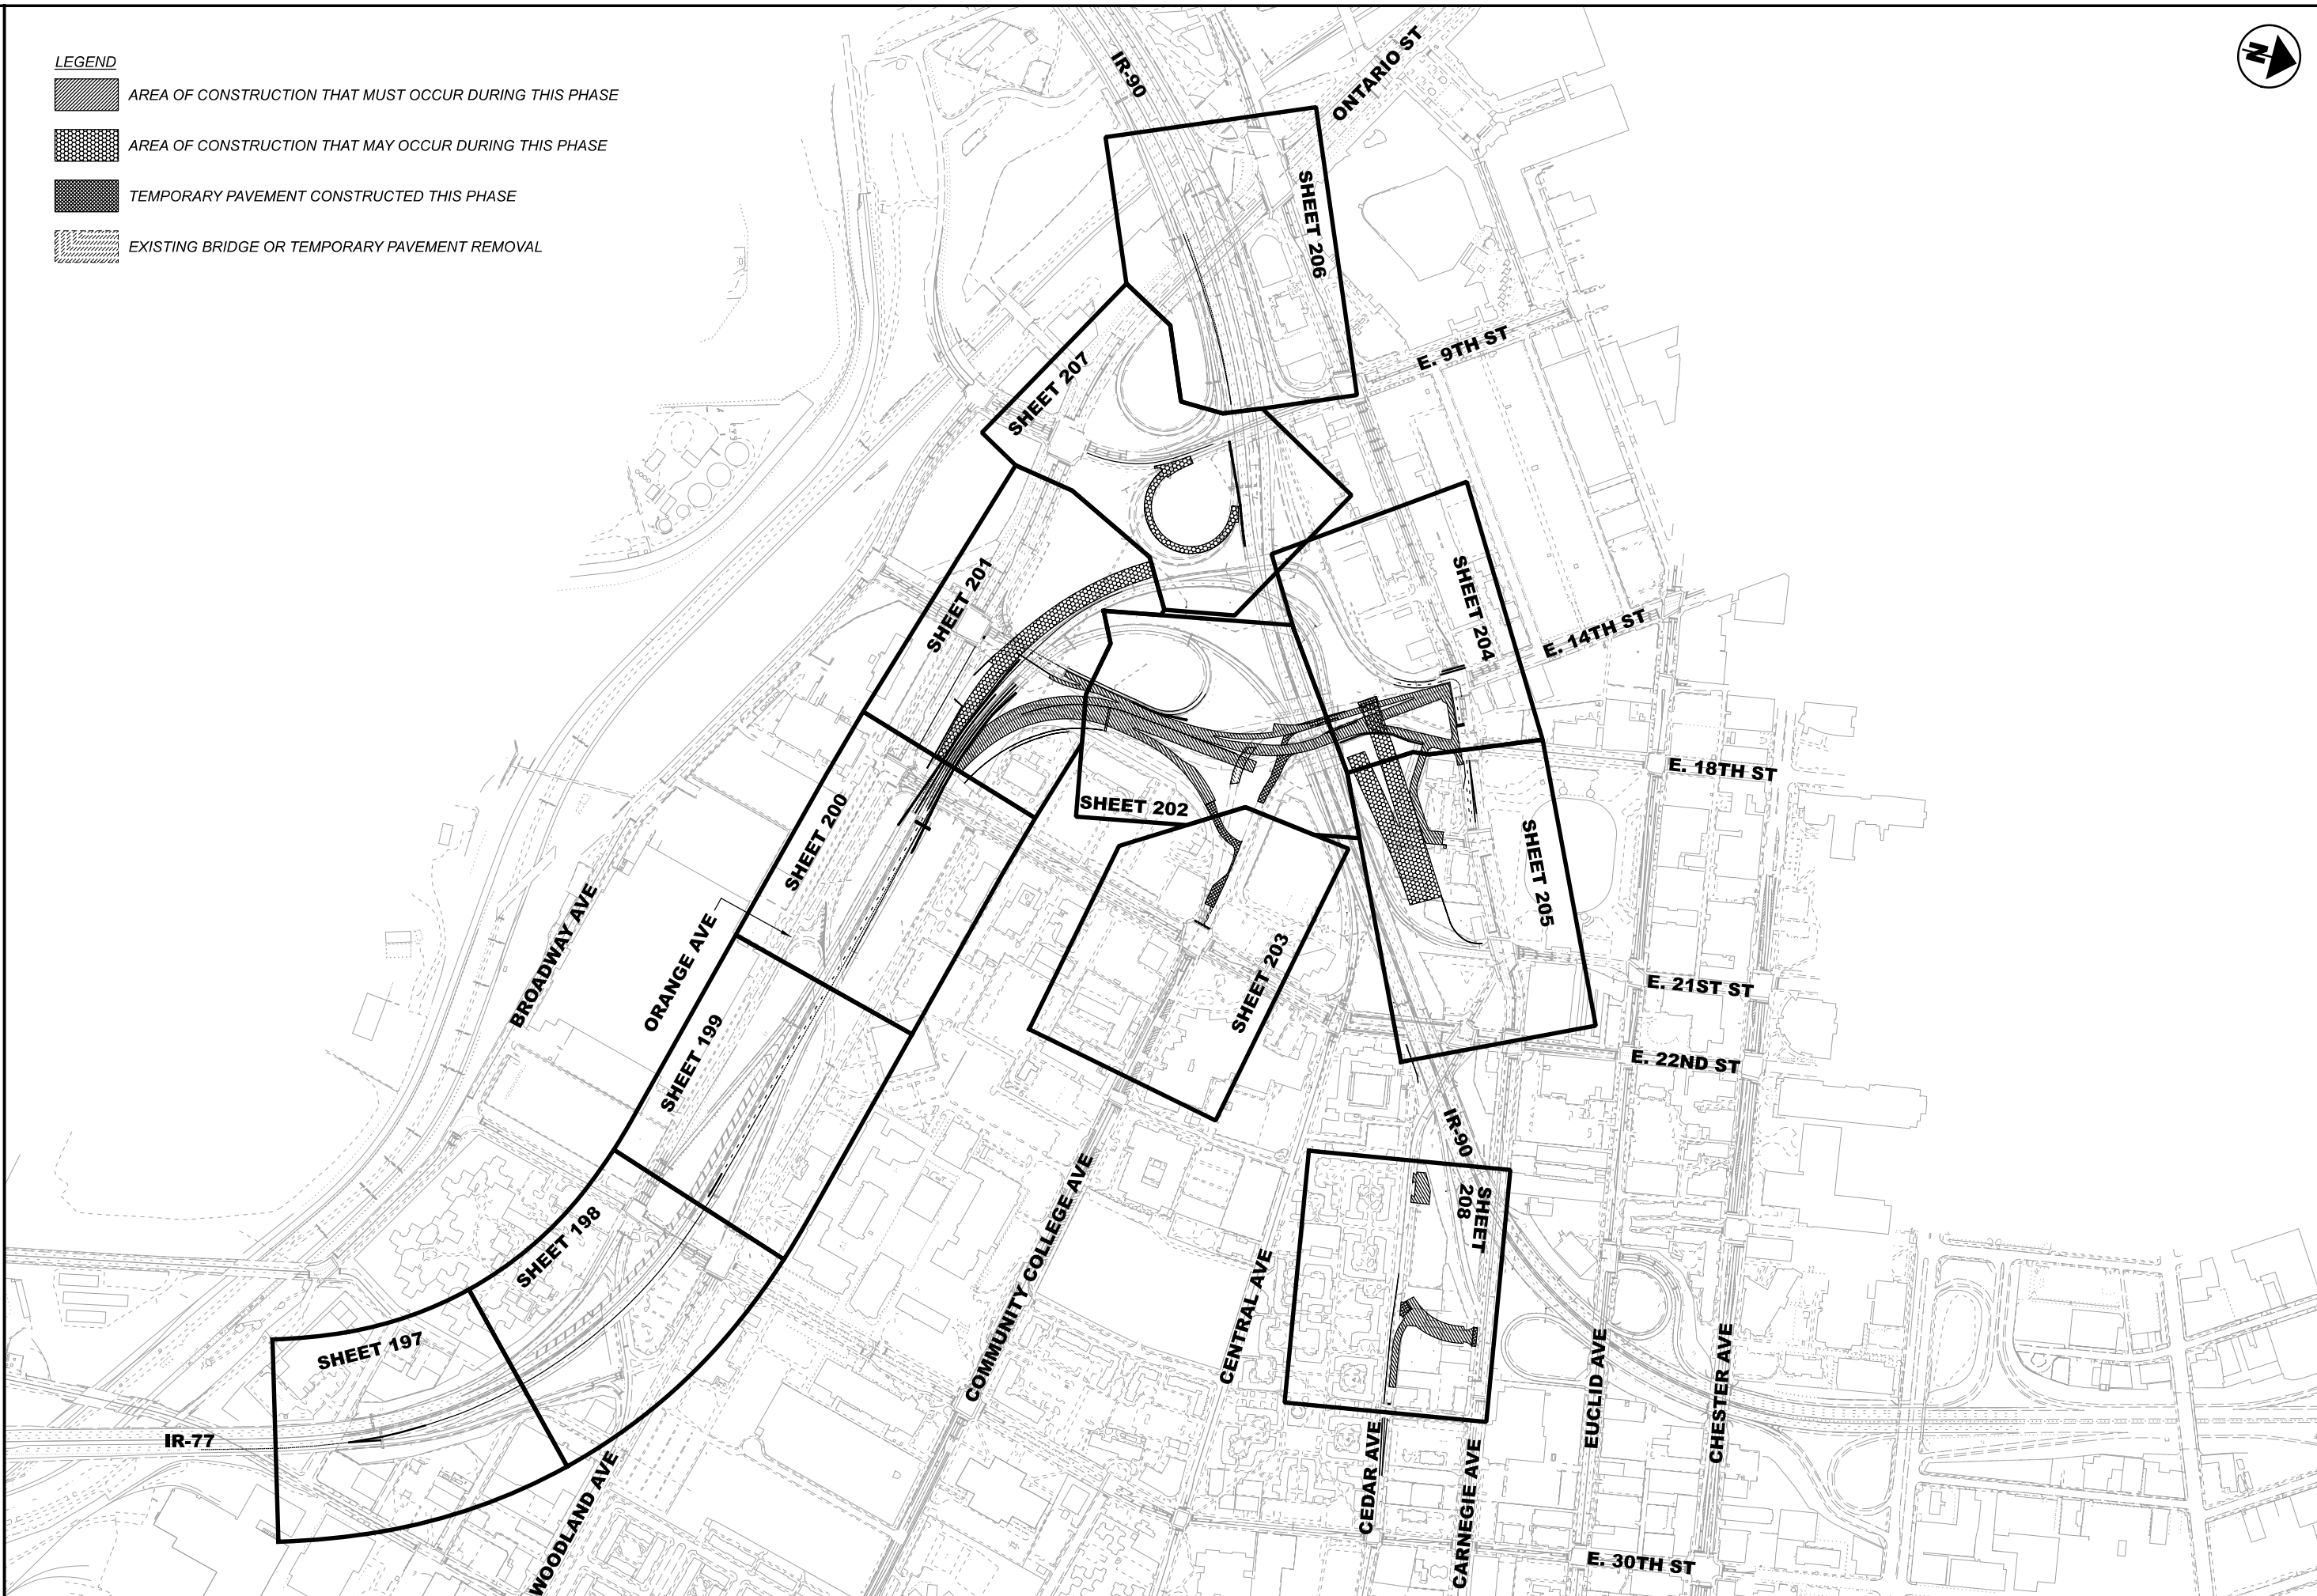 LEGEND
AREA OF CONSTRUCTION THAT MUST OCCUR DURING THIS PHASE
AREA OF CONSTRUCTION THAT MAY OCCUR DURING THIS PHASE
TEMPORARY PAVEMENT CONSTRUCTED THIS PHASE
EXISTING BRIDGE OR TEMPORARY PAVEMENT REMOVAL
N
IR-90
ONTARIO ST
SHEET 206
E. 9TH ST
SHEET 207
SHEET 201
SHEET 204
E. 14TH ST
E. 18TH ST
SHEET 202
SHEET 200
SHEET 205
BROADWAY AVE
ORANGE AVE
SHEET 203
E. 21ST ST
SHEET 199
E. 22ND ST
IR-90
COMMUNITY COLLEGE AVE
SHEET
208
SHEET 198
CENTRAL AVE
SHEET 197
EUCLID AVE
CHESTER AVE
IR-77
WOODLAND AVE
CEDAR AVE
CARNEGIE AVE
E. 30TH ST